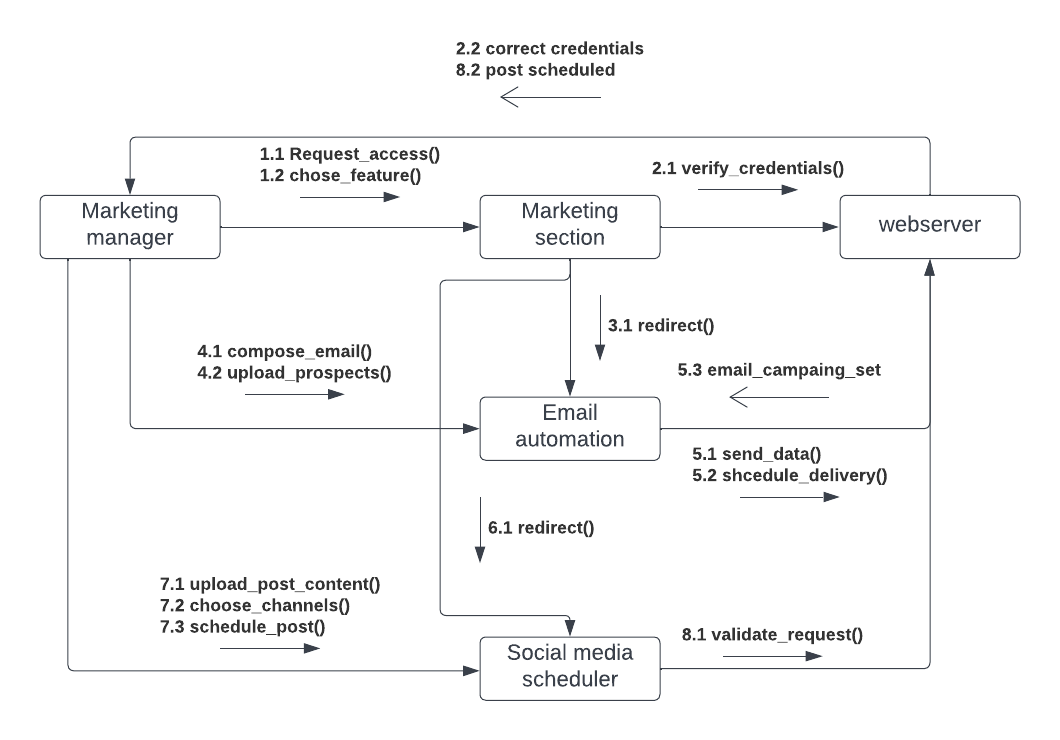 2.2 correct credentials
8.2 post scheduled
1.1 Request_access()
1.2 chose_feature()
2.1 verify_credentials()
Marketing
manager
Marketing
section
webserver
3.1 redirect()
4.1 compose_email()
4.2 upload_prospects()
5.3 email_campaing_set
Email
automation
5.1 send_data()
5.2 shcedule_delivery()
6.1 redirect()
7.1 upload_post_content()
7.2 choose_channels()
7.3 schedule_post()
8.1 validate_request()
Social media
scheduler